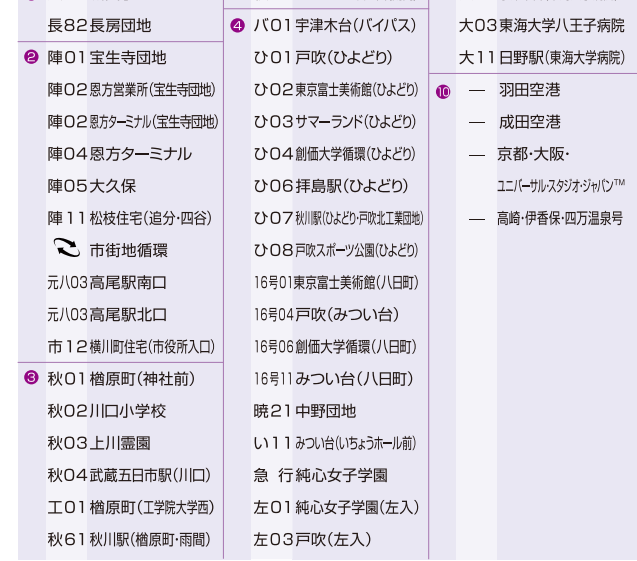 長82 長房団地
❷ 陣01 宝生寺団地
陣02 恩方営業所(宝生寺団地)
陣02 恩方ターミナル(宝生寺団地)
陣04 恩方ターミナル
陣05 大久保
陣11 松枝住宅(追分・四谷)
市街地循環
元八03 高尾駅南口
元八03 高尾駅北口
市12 横川町住宅(市役所入口)
❸ 秋01 楢原町(神社前)
秋02 川口小学校
秋03 上川霊園
秋04 武蔵五日市駅(川口)
工01 楢原町(工学院大学西)
秋61 秋川駅(楢原町・雨間)
❹ バ01 宇津木台(バイパス)
ひ01 戸吹(ひよどり)
ひ02 東京富士美術館(ひよどり)
ひ03 サマーランド(ひよどり)
ひ04 創価大学循環(ひよどり)
ひ06 拝島駅(ひよどり)
ひ07 秋川駅(ひよどり・戸吹北工業団地)
ひ08 戸吹スポーツ公園(ひよどり)
16号01 東京富士美術館(八日町)
16号04 戸吹(みつい台)
16号06 創価大学循環(八日町)
16号11 みつい台(八日町)
暁21 中野団地
い11 みつい台(いちょうホール前)
急 行 純心女子学園
左01 純心女子学園(左入)
左03 戸吹(左入)
大03 東海大学八王子病院
大11 日野駅(東海大学病院)
❿ ― 羽田空港
― 成田空港
― 京都・大阪・
ユニバーサル・スタジオ・ジャパン™
― 高崎・伊香保・四万温泉号